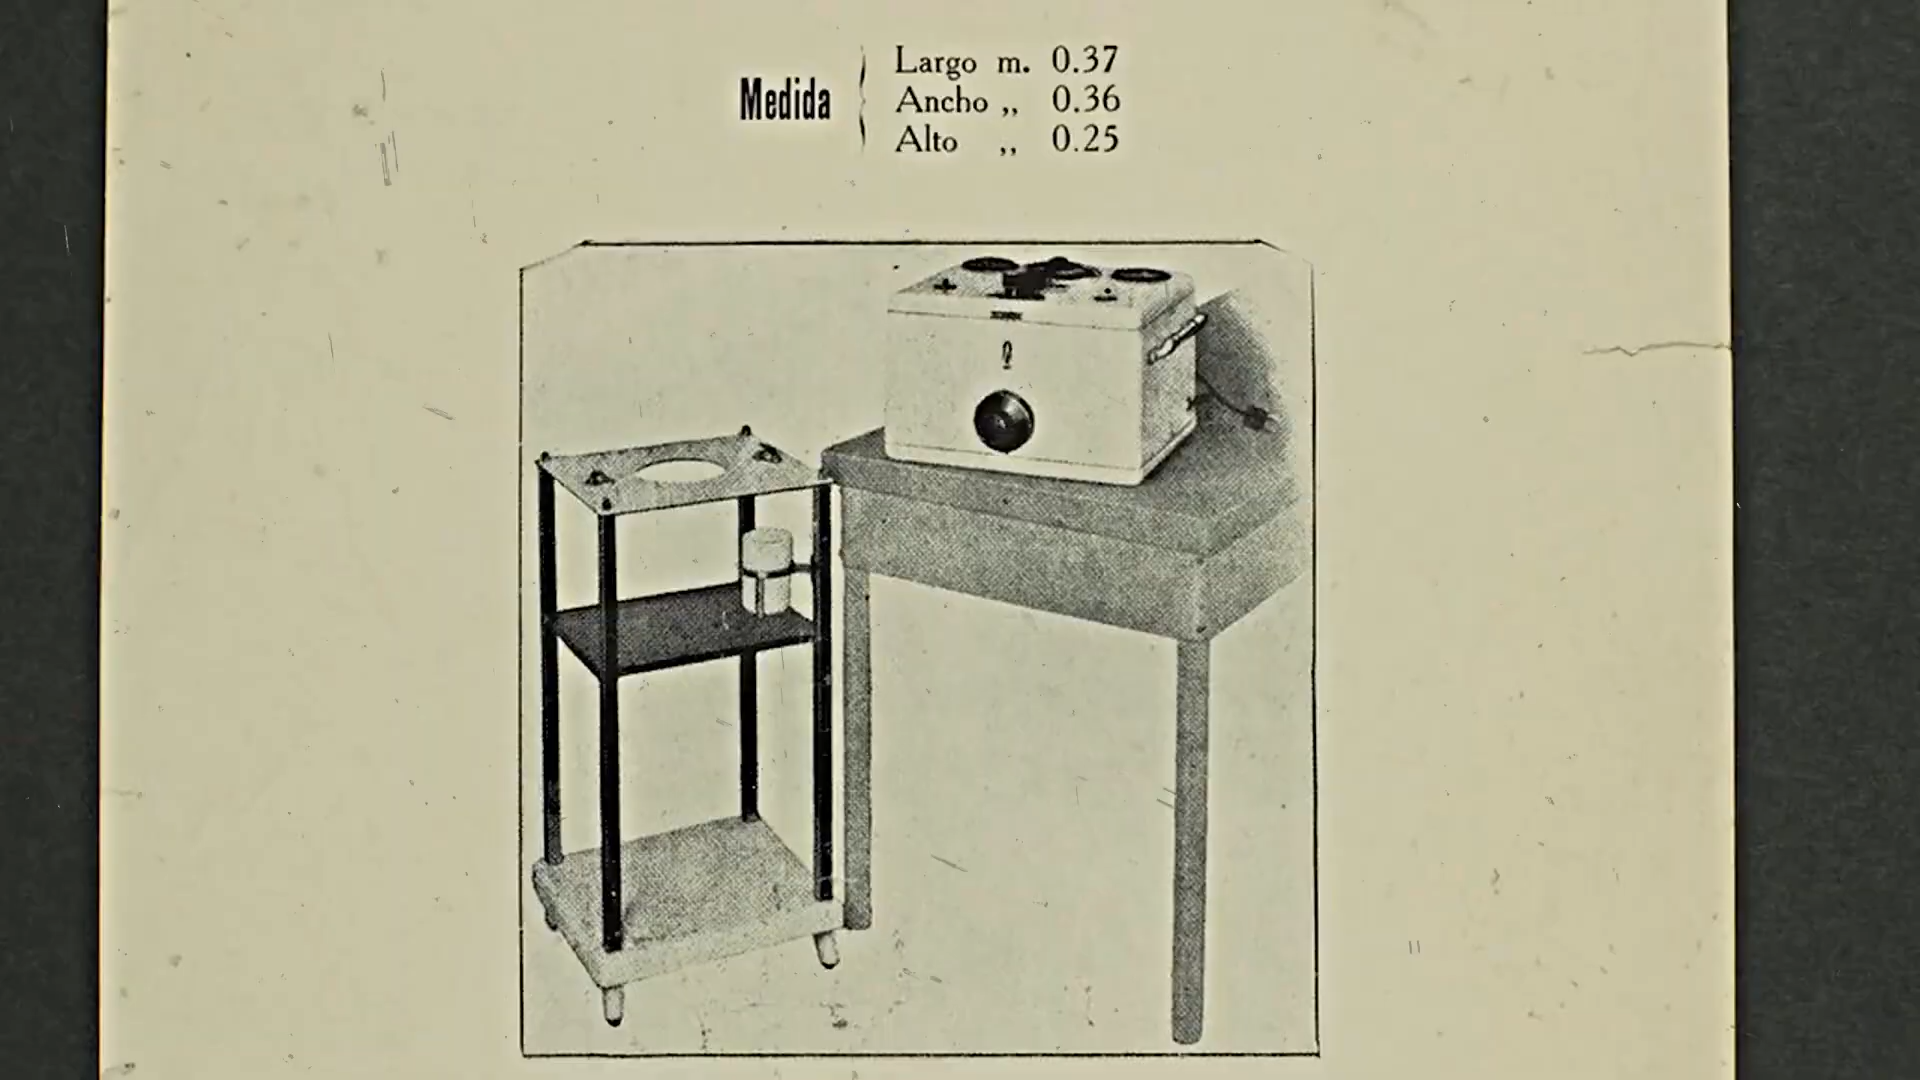 Medida
Largo m. 0.37
Ancho ,, 0.36
Alto ,, 0.25